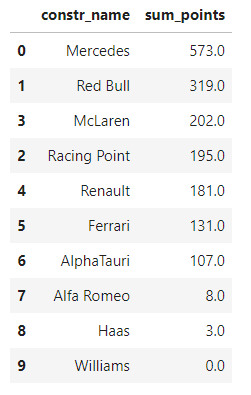 constr_name sum_points
0 Mercedes 573.0
1 Red Bull 319.0
3 McLaren 202.0
2 Racing Point 195.0
4 Renault 181.0
5 Ferrari 131.0
6 AlphaTauri 107.0
7 Alfa Romeo 8.0
8 Haas 3.0
9 Williams 0.0